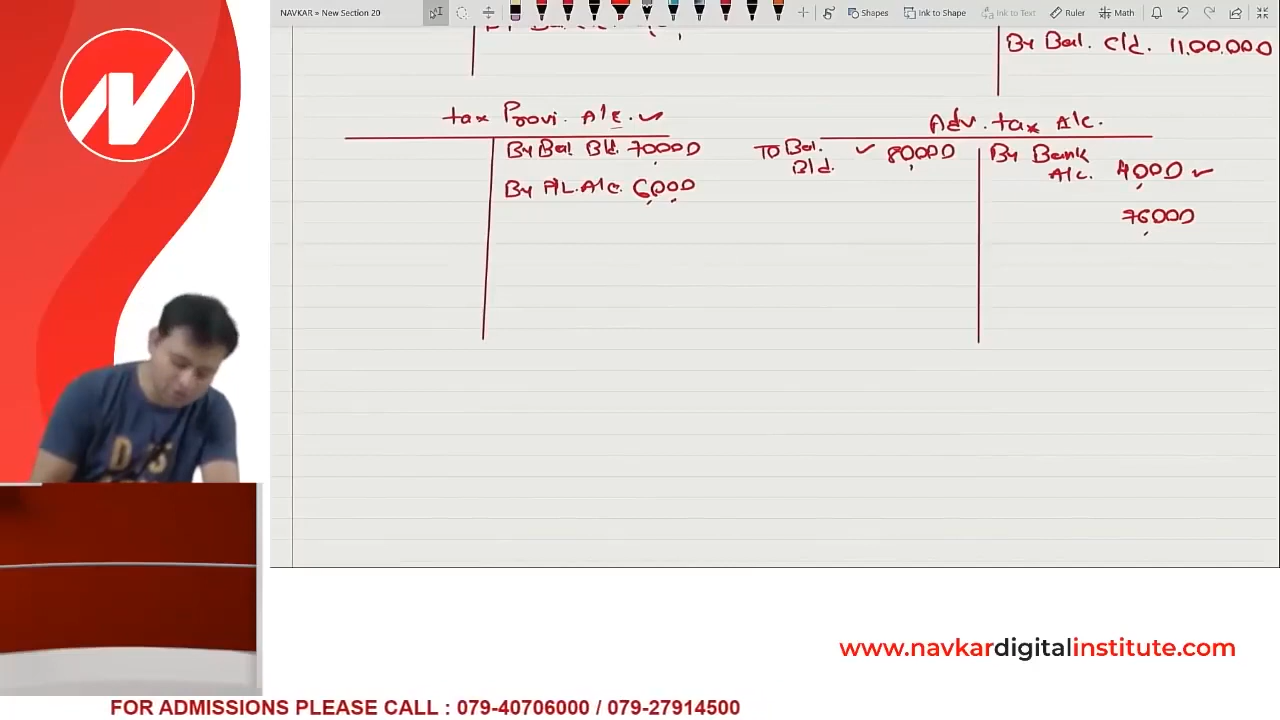 NAVKAR » New Section 20
Shapes
Ink to Shape
Ink to Text
Ruler
Math
By Bal. c/d. 11,00,000
tax Provi. A/c.
Adv. tax A/c.
By Bal. B/d. 70000
To Bal. B/d. 80000
By Bank A/c. 4000
By P/L. A/c. 6000
76000
www.navkardigitalinstitute.com
FOR ADMISSIONS PLEASE CALL : 079-40706000 / 079-27914500